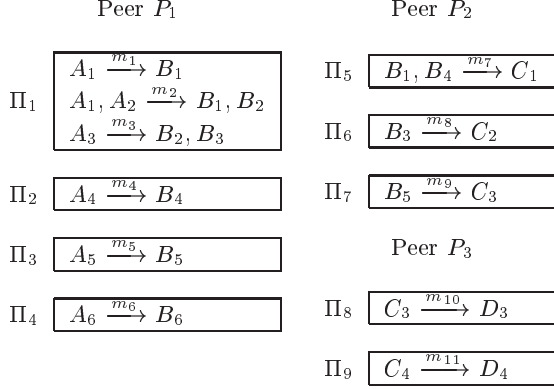 Peer P₁
Π₁
A₁ —m₁→ B₁
A₁, A₂ —m₂→ B₁, B₂
A₃ —m₃→ B₂, B₃
Π₂ A₄ —m₄→ B₄
Π₃ A₅ —m₅→ B₅
Π₄ A₆ —m₆→ B₆
Peer P₂
Π₅ B₁, B₄ —m₇→ C₁
Π₆ B₃ —m₈→ C₂
Π₇ B₅ —m₉→ C₃
Peer P₃
Π₈ C₃ —m₁₀→ D₃
Π₉ C₄ —m₁₁→ D₄